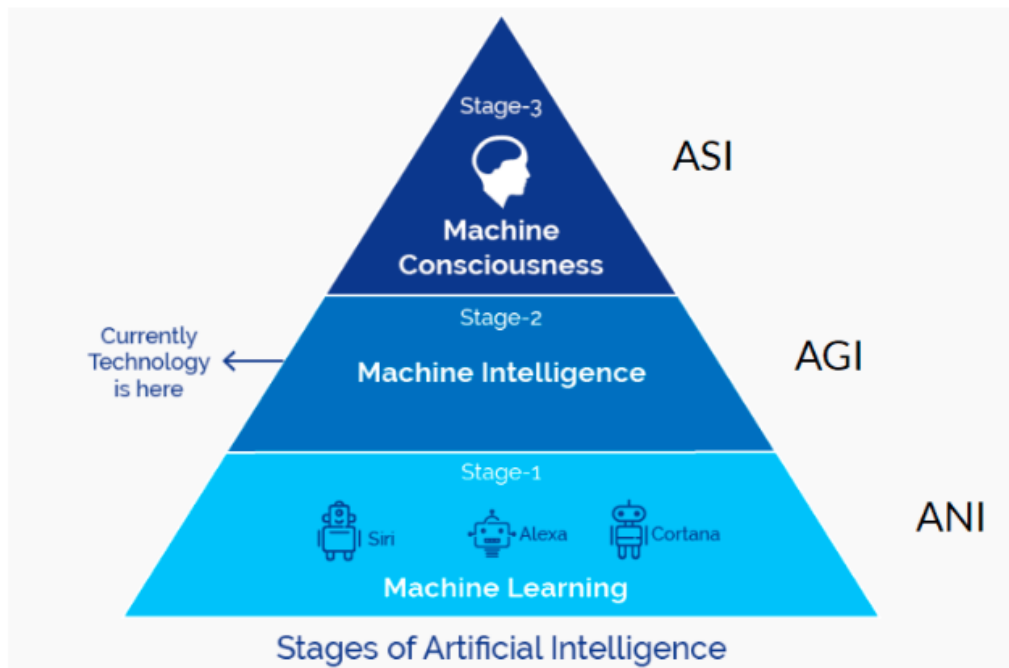 Stage-3
ASI
Machine
Consciousness
Stage-2
Currently
Technology
is here
Machine Intelligence
AGI
Stage-1
Siri
Alexa
Cortana
ANI
Machine Learning
Stages of Artificial Intelligence